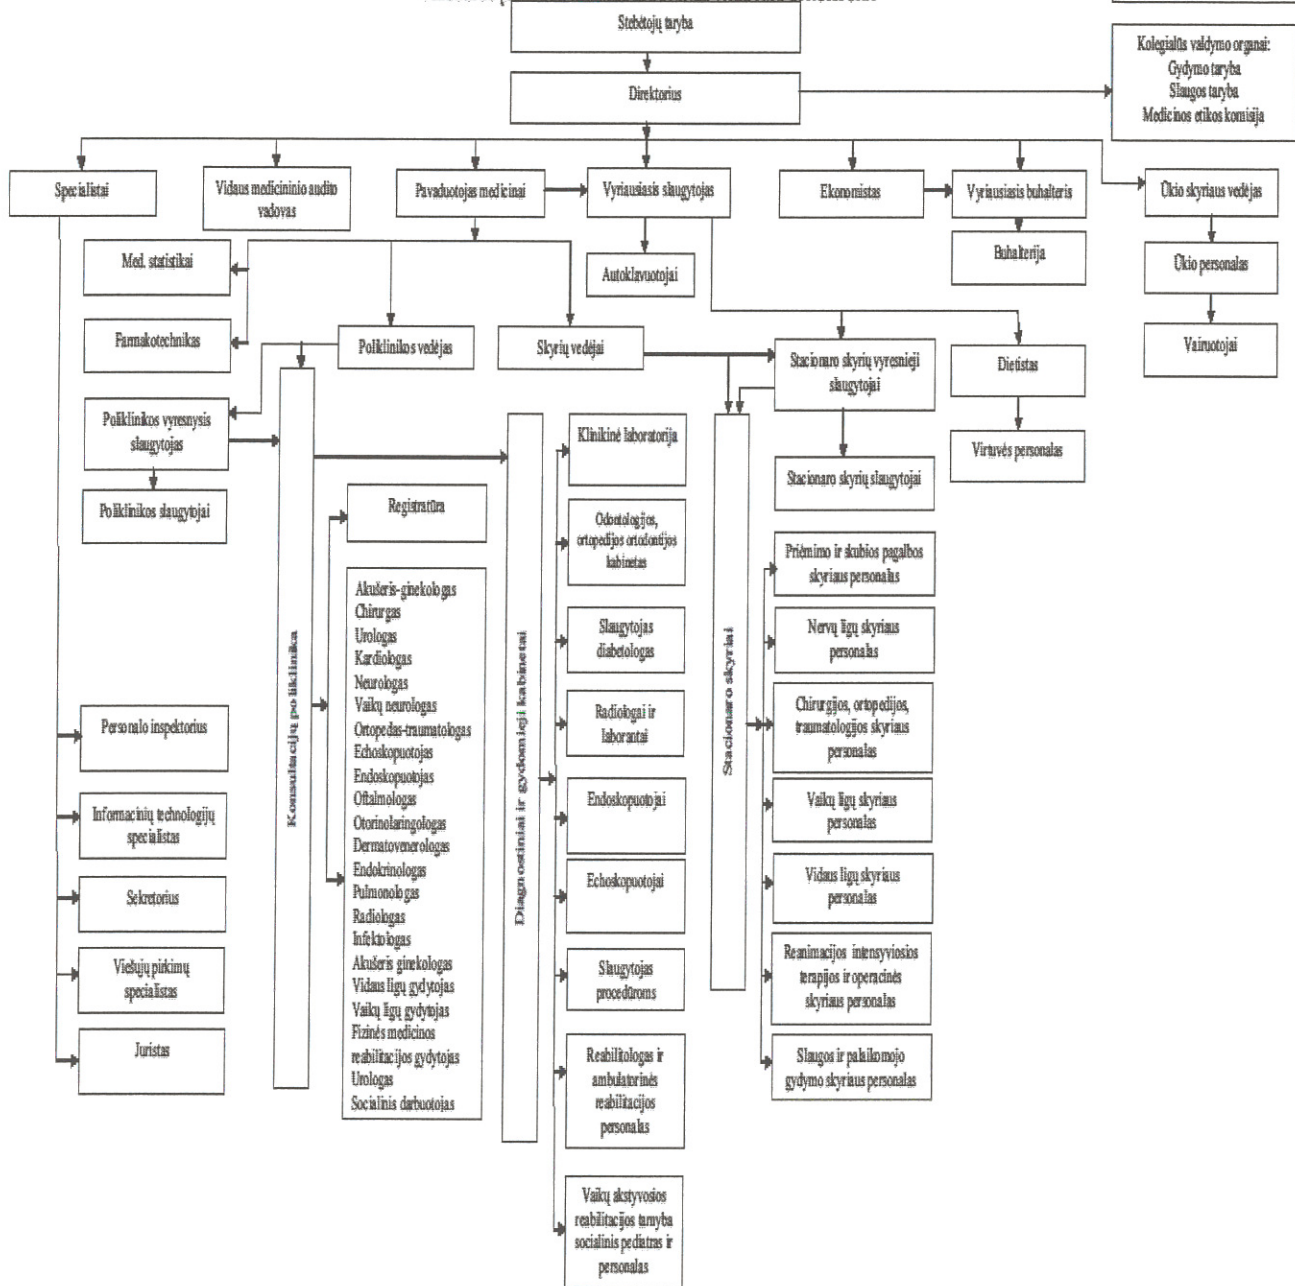 Stebėtojų taryba
Direktorius
Kolegialūs valdymo organai:
Gydymo taryba
Slaugos taryba
Medicinos etikos komisija
Specialistai
Vidaus medicininio audito
vadovas
Pavaduotojas medicinai
Vyriausiasis slaugytojas
Ekonomistas
Vyriausiasis buhalteris
Ūkio skyriaus vedėjas
Med. statistikai
Autoklavuotojai
Buhalterija
Ūkio personalas
Farmakotechnikas
Poliklinikos vedėjas
Skyrių vedėjai
Stacionaro skyrių vyresnieji
slaugytojai
Dietistas
Vairuotojai
Poliklinikos vyresnysis
slaugytojas
Poliklinikos slaugytojai
Stacionaro skyrių slaugytojai
Virtuvės personalas
Personalo inspektorius
Informacinių technologijų
specialistas
Sekretorius
Viešųjų pirkimų
specialistas
Juristas
Konsultacijų poliklinika
Registratūra
Akušeris-ginekologas
Chirurgas
Urologas
Kardiologas
Neurologas
Vaikų neurologas
Ortopedas-traumatologas
Echoskopuotojas
Endoskopuotojas
Oftalmologas
Otorinolaringologas
Dermatovenerologas
Endokrinologas
Pulmonologas
Radiologas
Infektologas
Akušeris ginekologas
Vidaus ligų gydytojas
Vaikų ligų gydytojas
Fizinės medicinos
reabilitacijos gydytojas
Urologas
Socialinis darbuotojas
Diagnostiniai ir gydomieji kabinetai
Klinikinė laboratorija
Odontologijos,
ortopedijos ortodontijos
kabinetas
Slaugytojas
diabetologas
Radiologai ir
laborantai
Endoskopuotojai
Echoskopuotojai
Slaugytojas
procedūroms
Reabilitologas ir
ambulatorinės
reabilitacijos
personalas
Vaikų akstyvosios
reabilitacijos tarnyba
socialinis pediatras ir
personalas
Stacionaro skyriai
Priėmimo ir skubios pagalbos
skyriaus personalas
Nervų ligų skyriaus
personalas
Chirurgijos, ortopedijos,
traumatologijos skyriaus
personalas
Vaikų ligų skyriaus
personalas
Vidaus ligų skyriaus
personalas
Reanimacijos intensyviosios
terapijos ir operacinės
skyriaus personalas
Slaugos ir palaikomojo
gydymo skyriaus personalas